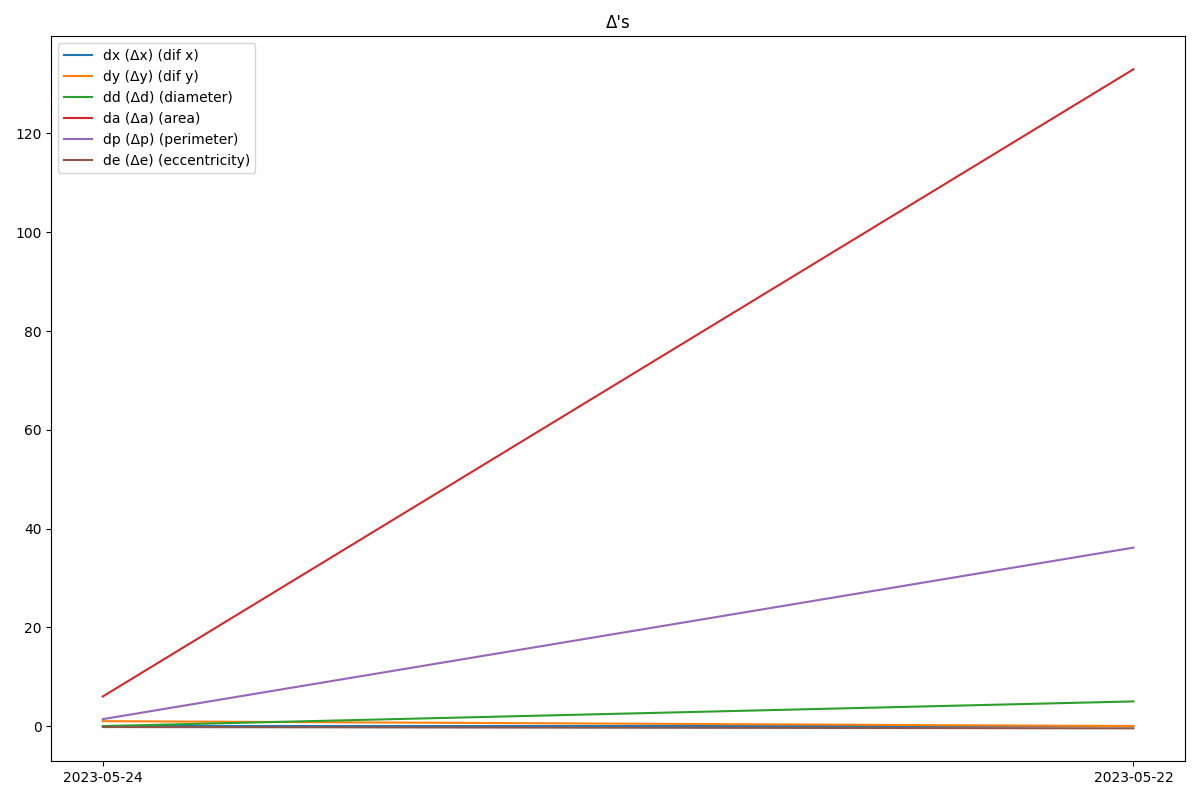 Δ's
dx (Δx) (dif x)
dy (Δy) (dif y)
dd (Δd) (diameter)
da (Δa) (area)
dp (Δp) (perimeter)
de (Δe) (eccentricity)
120
100
80
60
40
20
0
2023-05-24
2023-05-22